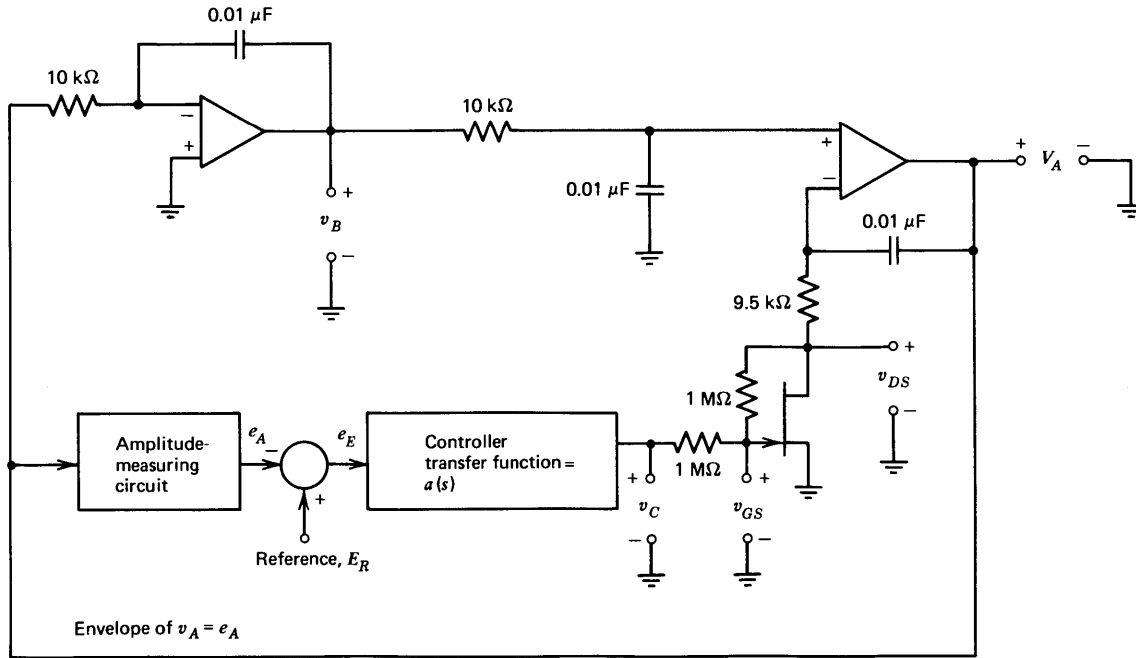 0.01 μF
10 kΩ
−
+
10 kΩ
0.01 μF
+
v_B
−
+
−
+ V_A −
0.01 μF
9.5 kΩ
+
v_DS
−
1 MΩ
1 MΩ
Amplitude-
measuring
circuit
e_A
−
+
e_E
Controller
transfer function =
a(s)
+
v_C
−
+
v_GS
−
Reference, E_R
Envelope of v_A = e_A